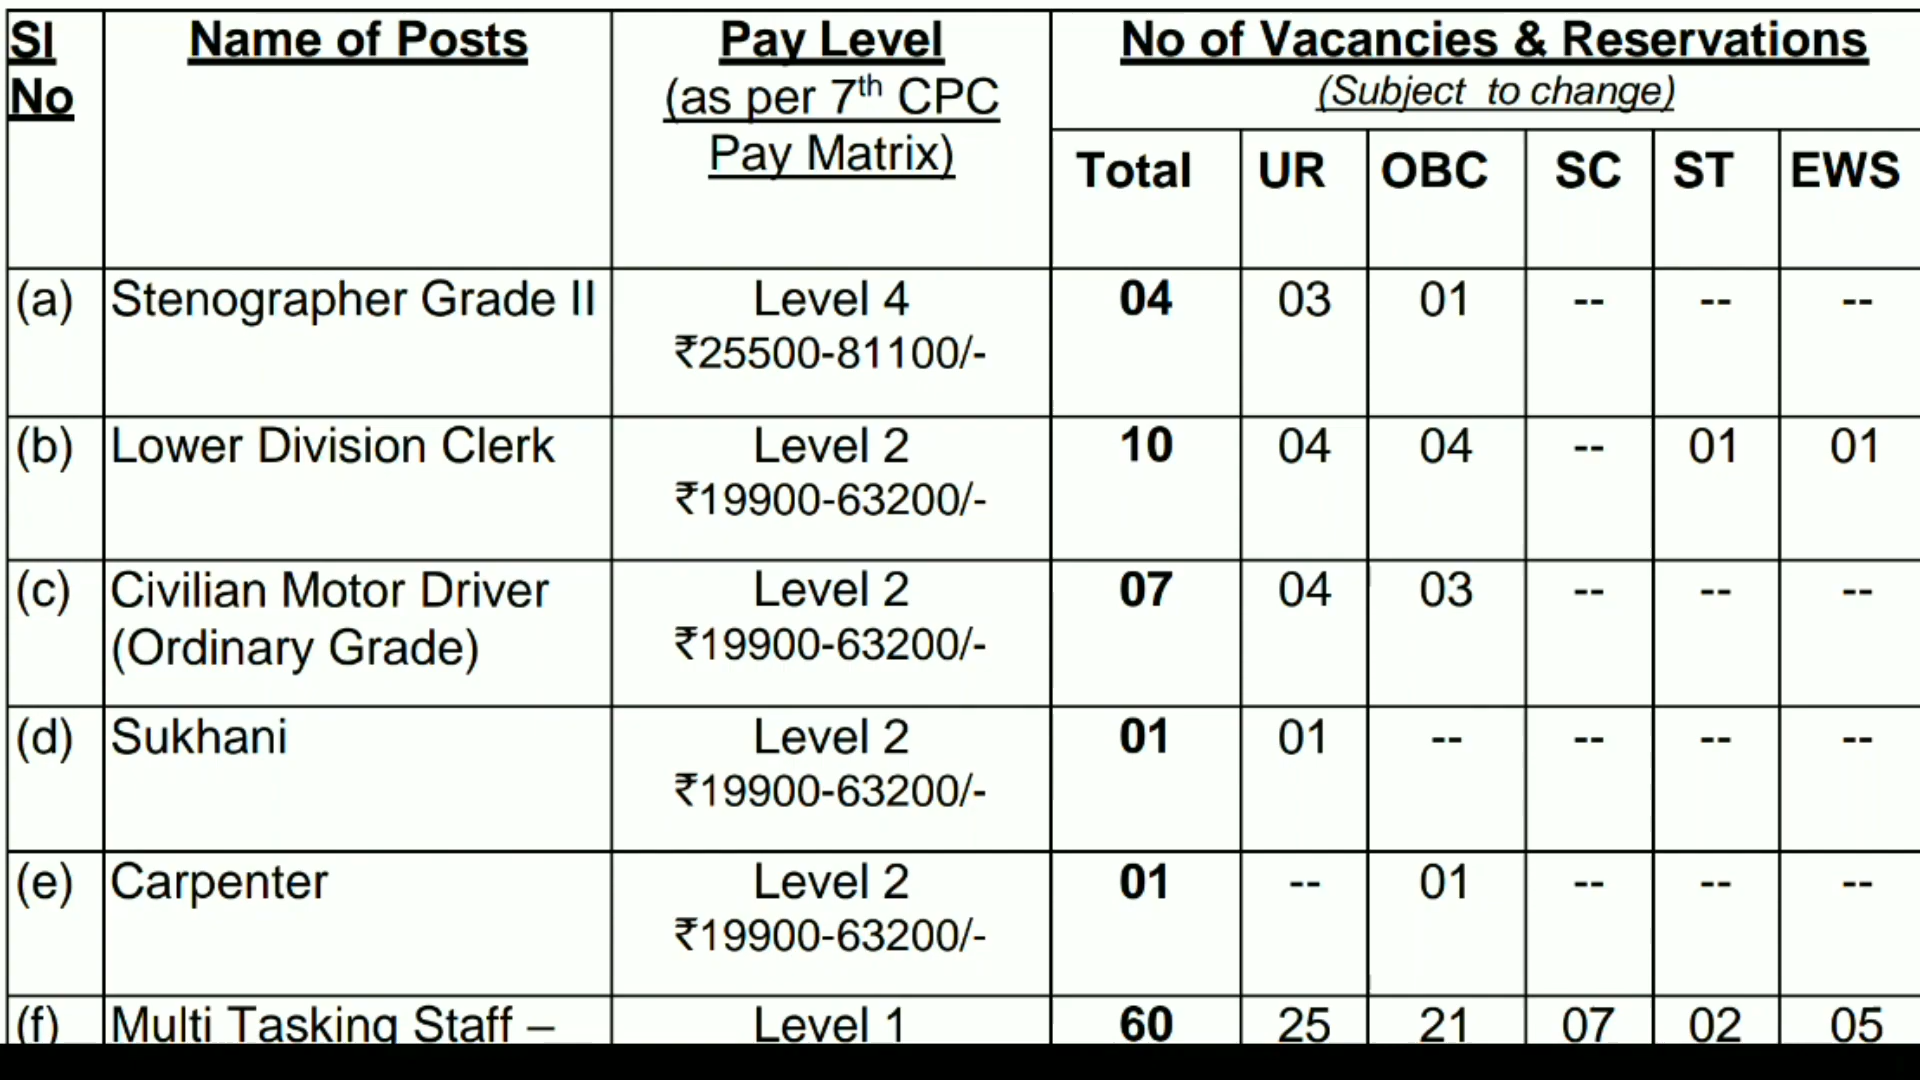 Sl No | Name of Posts | Pay Level (as per 7th CPC Pay Matrix) | No of Vacancies & Reservations (Subject to change)
Total | UR | OBC | SC | ST | EWS
(a) | Stenographer Grade II | Level 4 ₹25500-81100/- | 04 | 03 | 01 | -- | -- | --
(b) | Lower Division Clerk | Level 2 ₹19900-63200/- | 10 | 04 | 04 | -- | 01 | 01
(c) | Civilian Motor Driver (Ordinary Grade) | Level 2 ₹19900-63200/- | 07 | 04 | 03 | -- | -- | --
(d) | Sukhani | Level 2 ₹19900-63200/- | 01 | 01 | -- | -- | -- | --
(e) | Carpenter | Level 2 ₹19900-63200/- | 01 | -- | 01 | -- | -- | --
(f) | Multi Tasking Staff – | Level 1 | 60 | 25 | 21 | 07 | 02 | 05